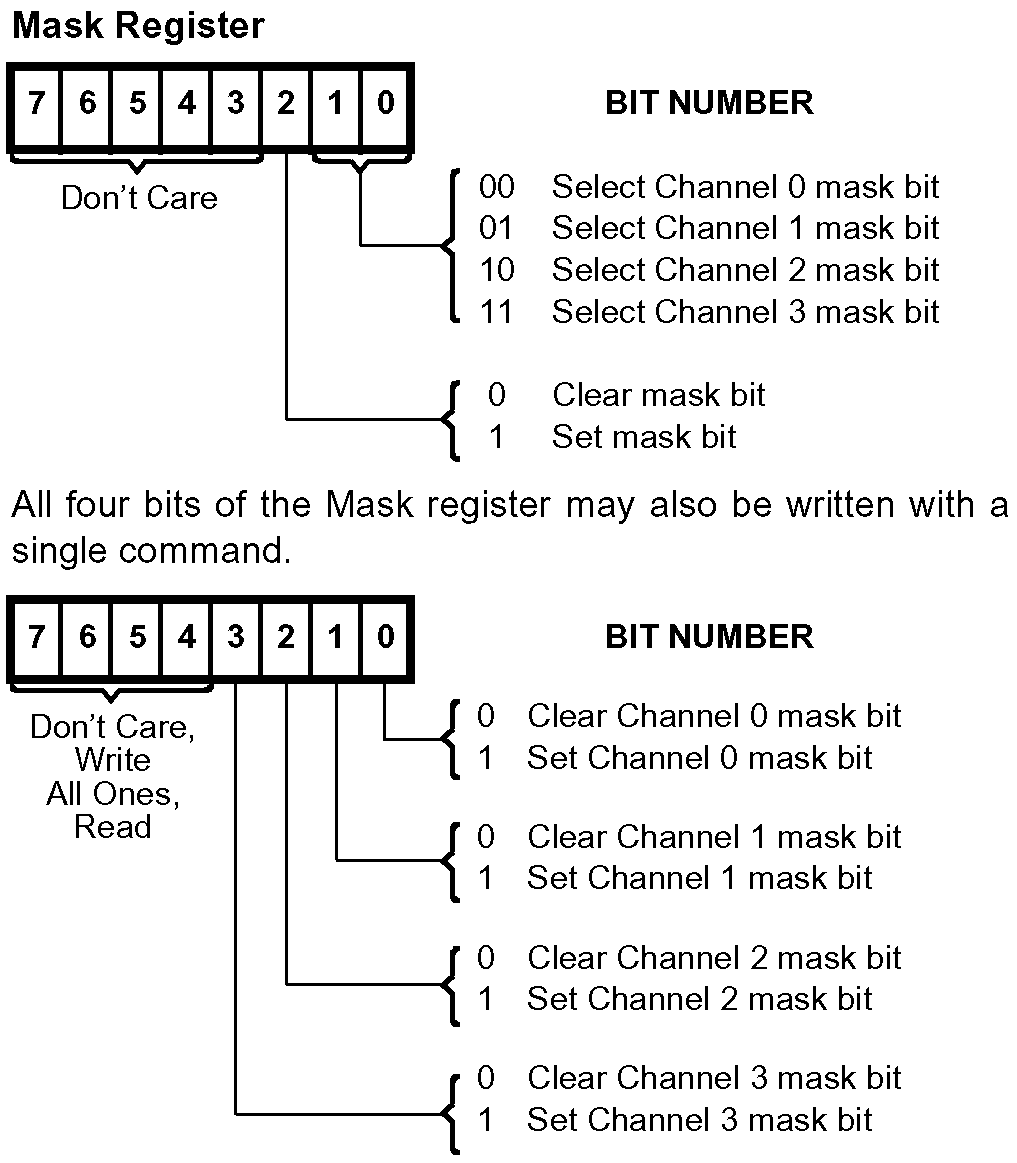 Mask Register
7 6 5 4 3 2 1 0 BIT NUMBER
Don’t Care
00 Select Channel 0 mask bit
01 Select Channel 1 mask bit
10 Select Channel 2 mask bit
11 Select Channel 3 mask bit
0 Clear mask bit
1 Set mask bit
All four bits of the Mask register may also be written with a
single command.
7 6 5 4 3 2 1 0 BIT NUMBER
Don’t Care,
Write
All Ones,
Read
0 Clear Channel 0 mask bit
1 Set Channel 0 mask bit
0 Clear Channel 1 mask bit
1 Set Channel 1 mask bit
0 Clear Channel 2 mask bit
1 Set Channel 2 mask bit
0 Clear Channel 3 mask bit
1 Set Channel 3 mask bit